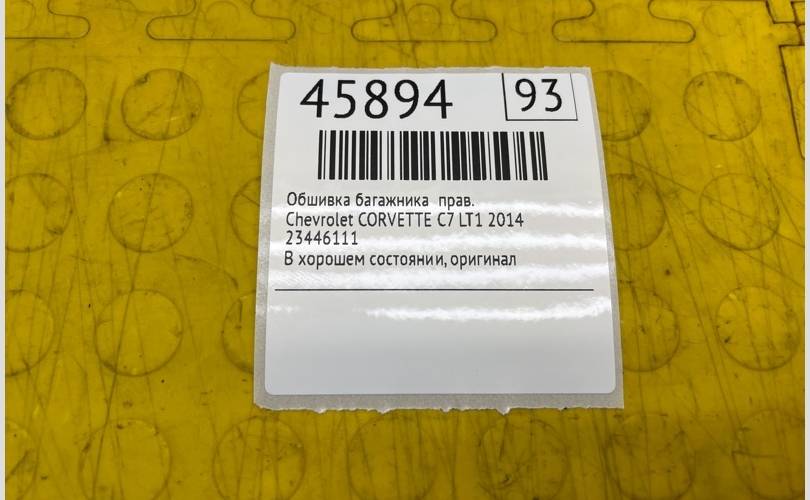 45894 93
Обшивка багажника прав.
Chevrolet CORVETTE C7 LT1 2014
23446111
В хорошем состоянии, оригинал